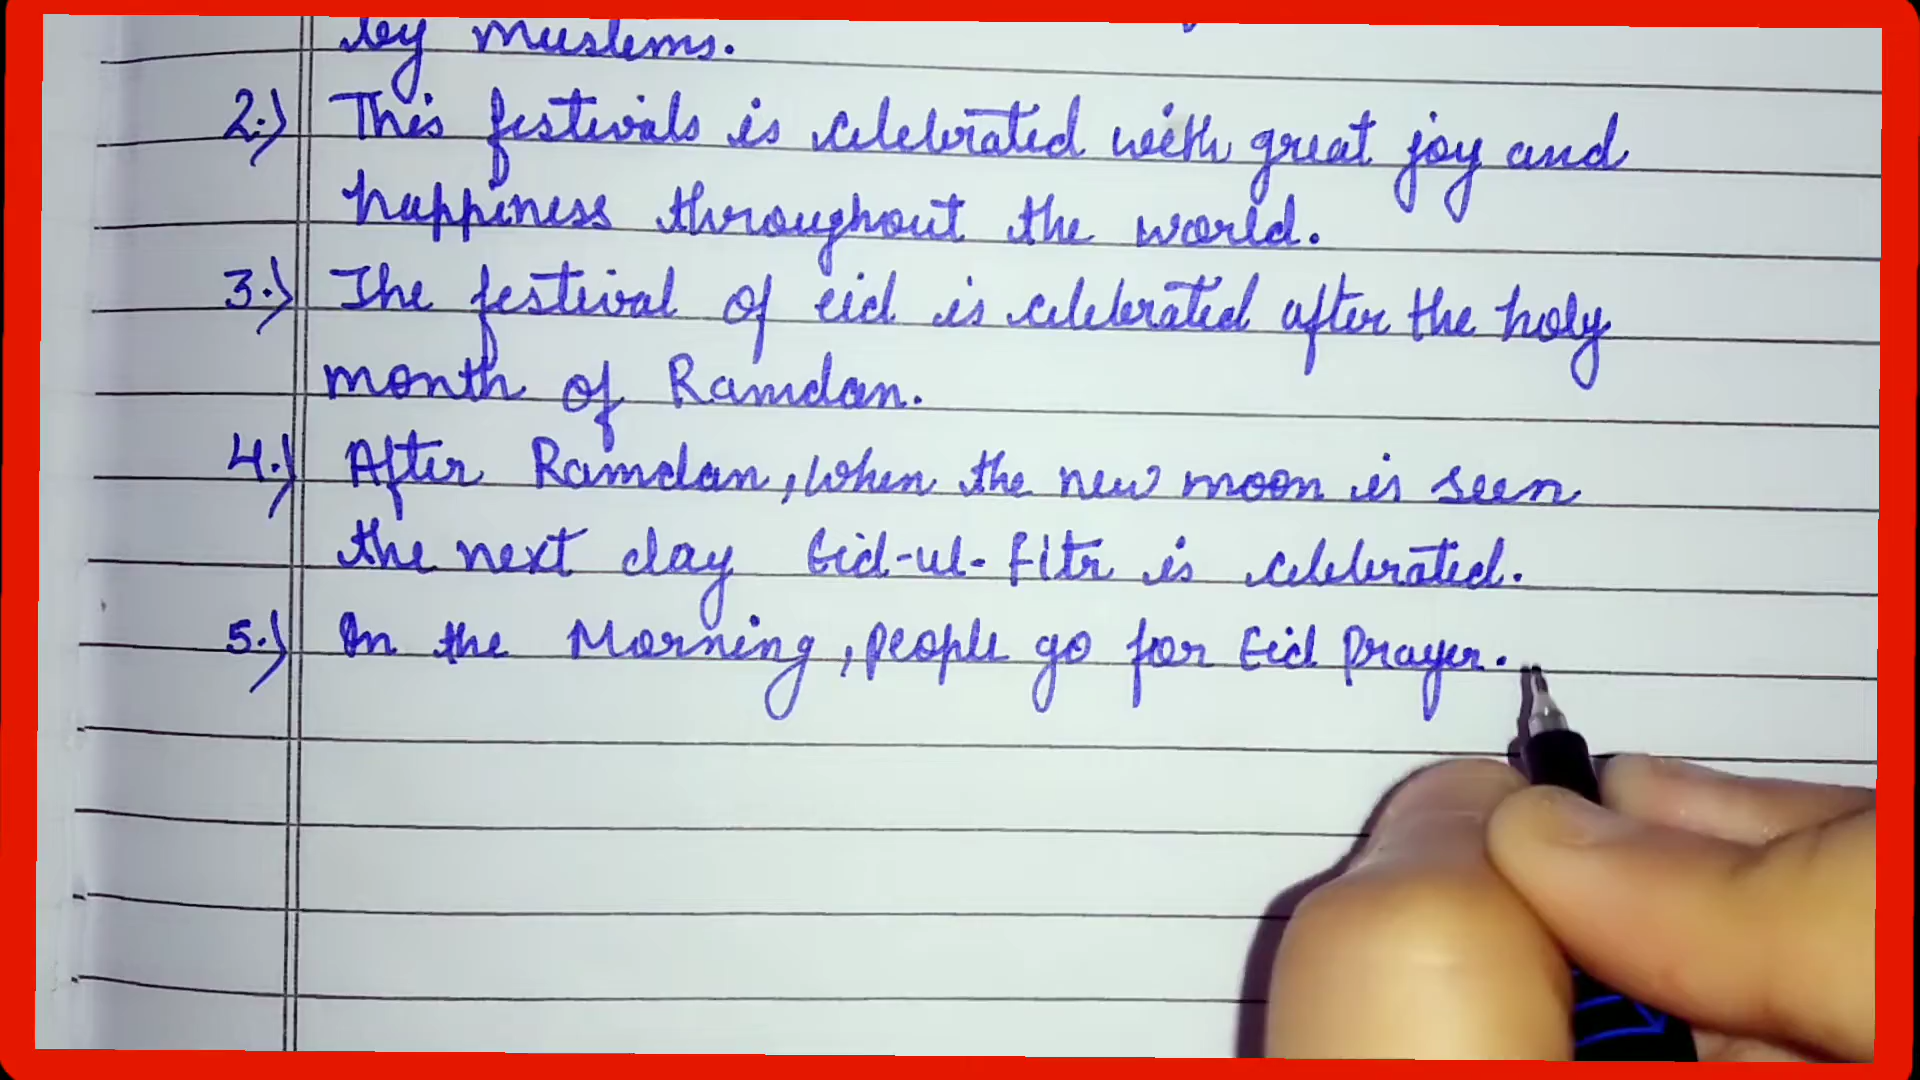 by Muslims.
2.) This festivals is celebrated with great joy and
happiness throughout the world.
3.) The festival of eid is celebrated after the holy
month of Ramdan.
4.) After Ramdan, when the new moon is seen
the next day Eid-ul-Fitr is celebrated.
5.) In the Morning, People go for Eid Prayer.